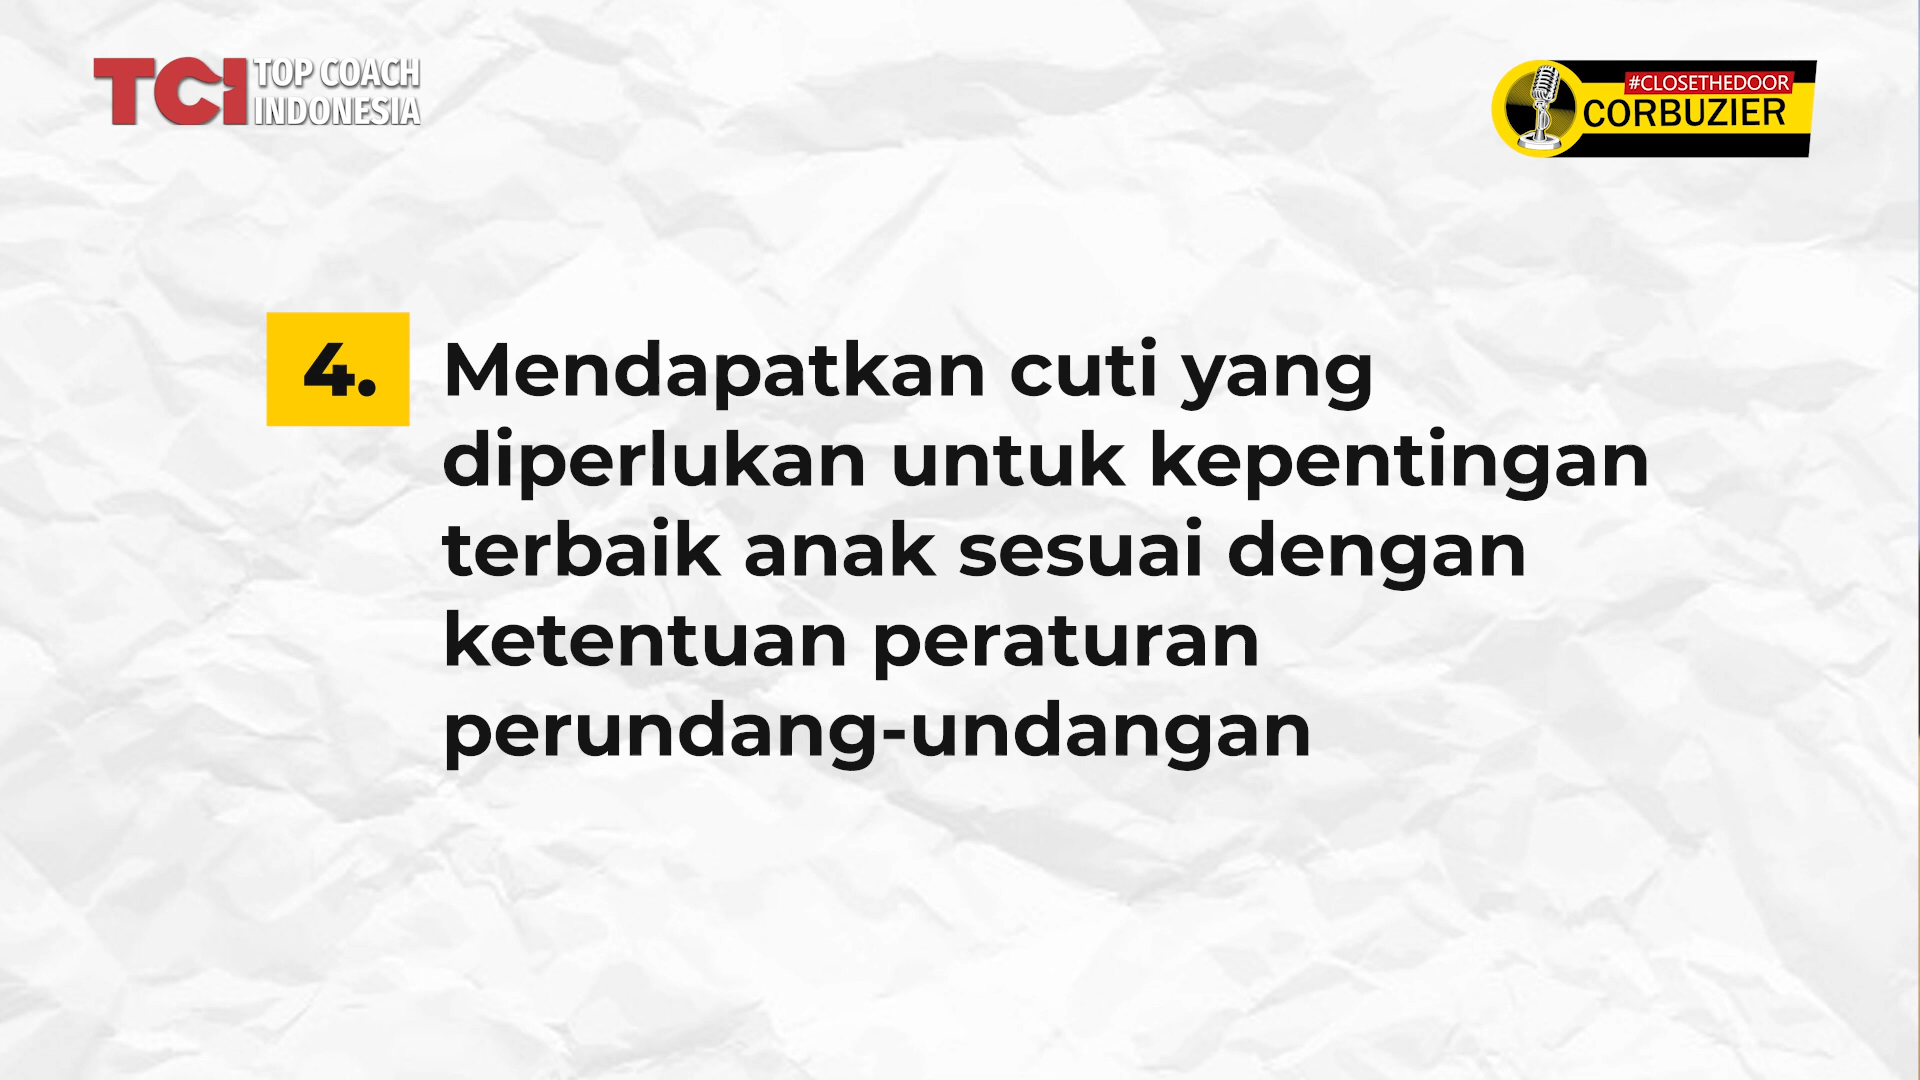 TCI TOP COACH
INDONESIA
#CLOSETHEDOOR
CORBUZIER
4. Mendapatkan cuti yang
diperlukan untuk kepentingan
terbaik anak sesuai dengan
ketentuan peraturan
perundang-undangan